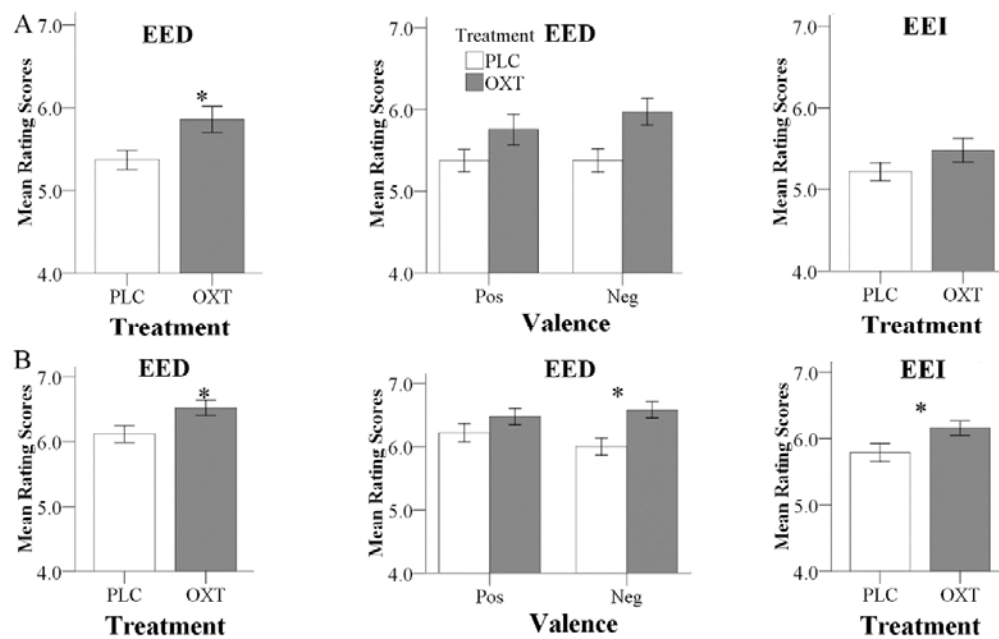 A
EED
Mean Rating Scores
7.0
6.0
5.0
4.0
*
PLC
OXT
Treatment
EED
Treatment
PLC
OXT
Mean Rating Scores
7.0
6.0
5.0
4.0
Pos
Neg
Valence
EEI
Mean Rating Scores
7.0
6.0
5.0
4.0
PLC
OXT
Treatment
B
EED
Mean Rating Scores
7.0
6.0
5.0
4.0
*
PLC
OXT
Treatment
EED
Mean Rating Scores
7.0
6.0
5.0
4.0
*
Pos
Neg
Valence
EEI
Mean Rating Scores
7.0
6.0
5.0
4.0
*
PLC
OXT
Treatment